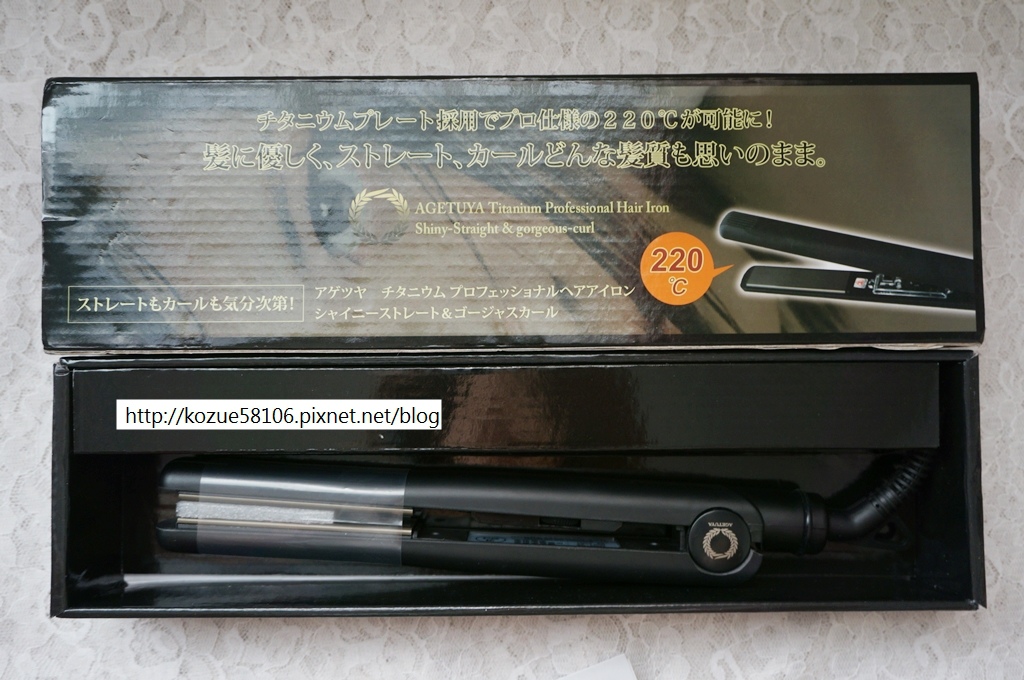 チタニウムプレート採用でプロ仕様の220℃が可能に!
髪に優しく、ストレート、カールどんな髪質も思いのまま。
AGETUYA Titanium Professional Hair Iron
Shiny-Straight & gorgeous-curl
220
℃
ストレートもカールも気分次第!
アゲツヤ チタニウム プロフェッショナルヘアアイロン
シャイニーストレート&ゴージャスカール
http://kozue58106.pixnet.net/blog
AGETUYA